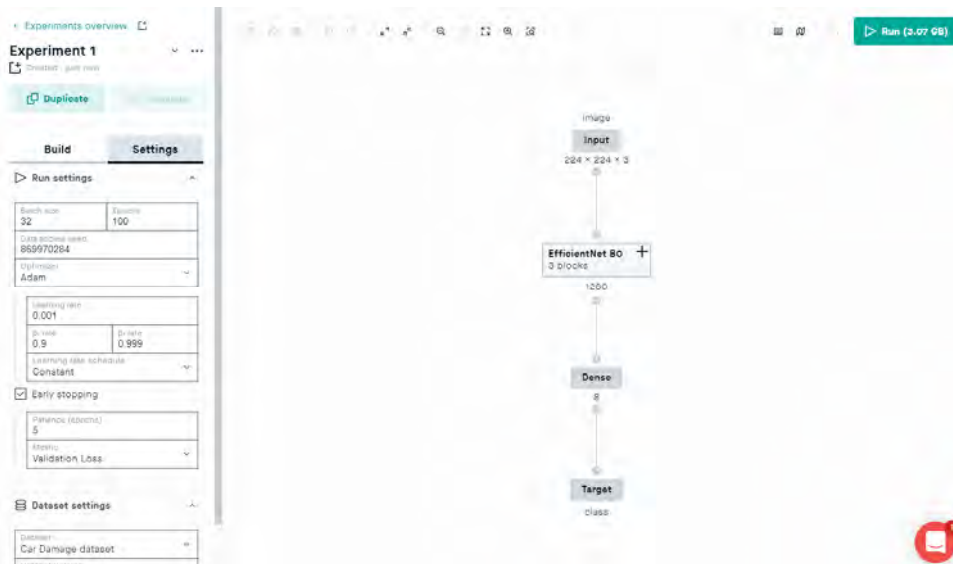 Experiments overview
Experiment 1
Created · just now
Duplicate
Build Settings
Run settings
Batch size Epochs
32 100
869970284
Optimizer
Adam
Learning rate
0.001
0.9 0.999
Learning rate schedule
Constant
Early stopping
Patience (epochs)
5
Metric
Validation Loss
Dataset settings
Dataset
Car Damage dataset
Run (3.07 GB)
image
Input
224 × 224 × 3
EfficientNet B0
3 blocks
1280
Dense
8
Target
class